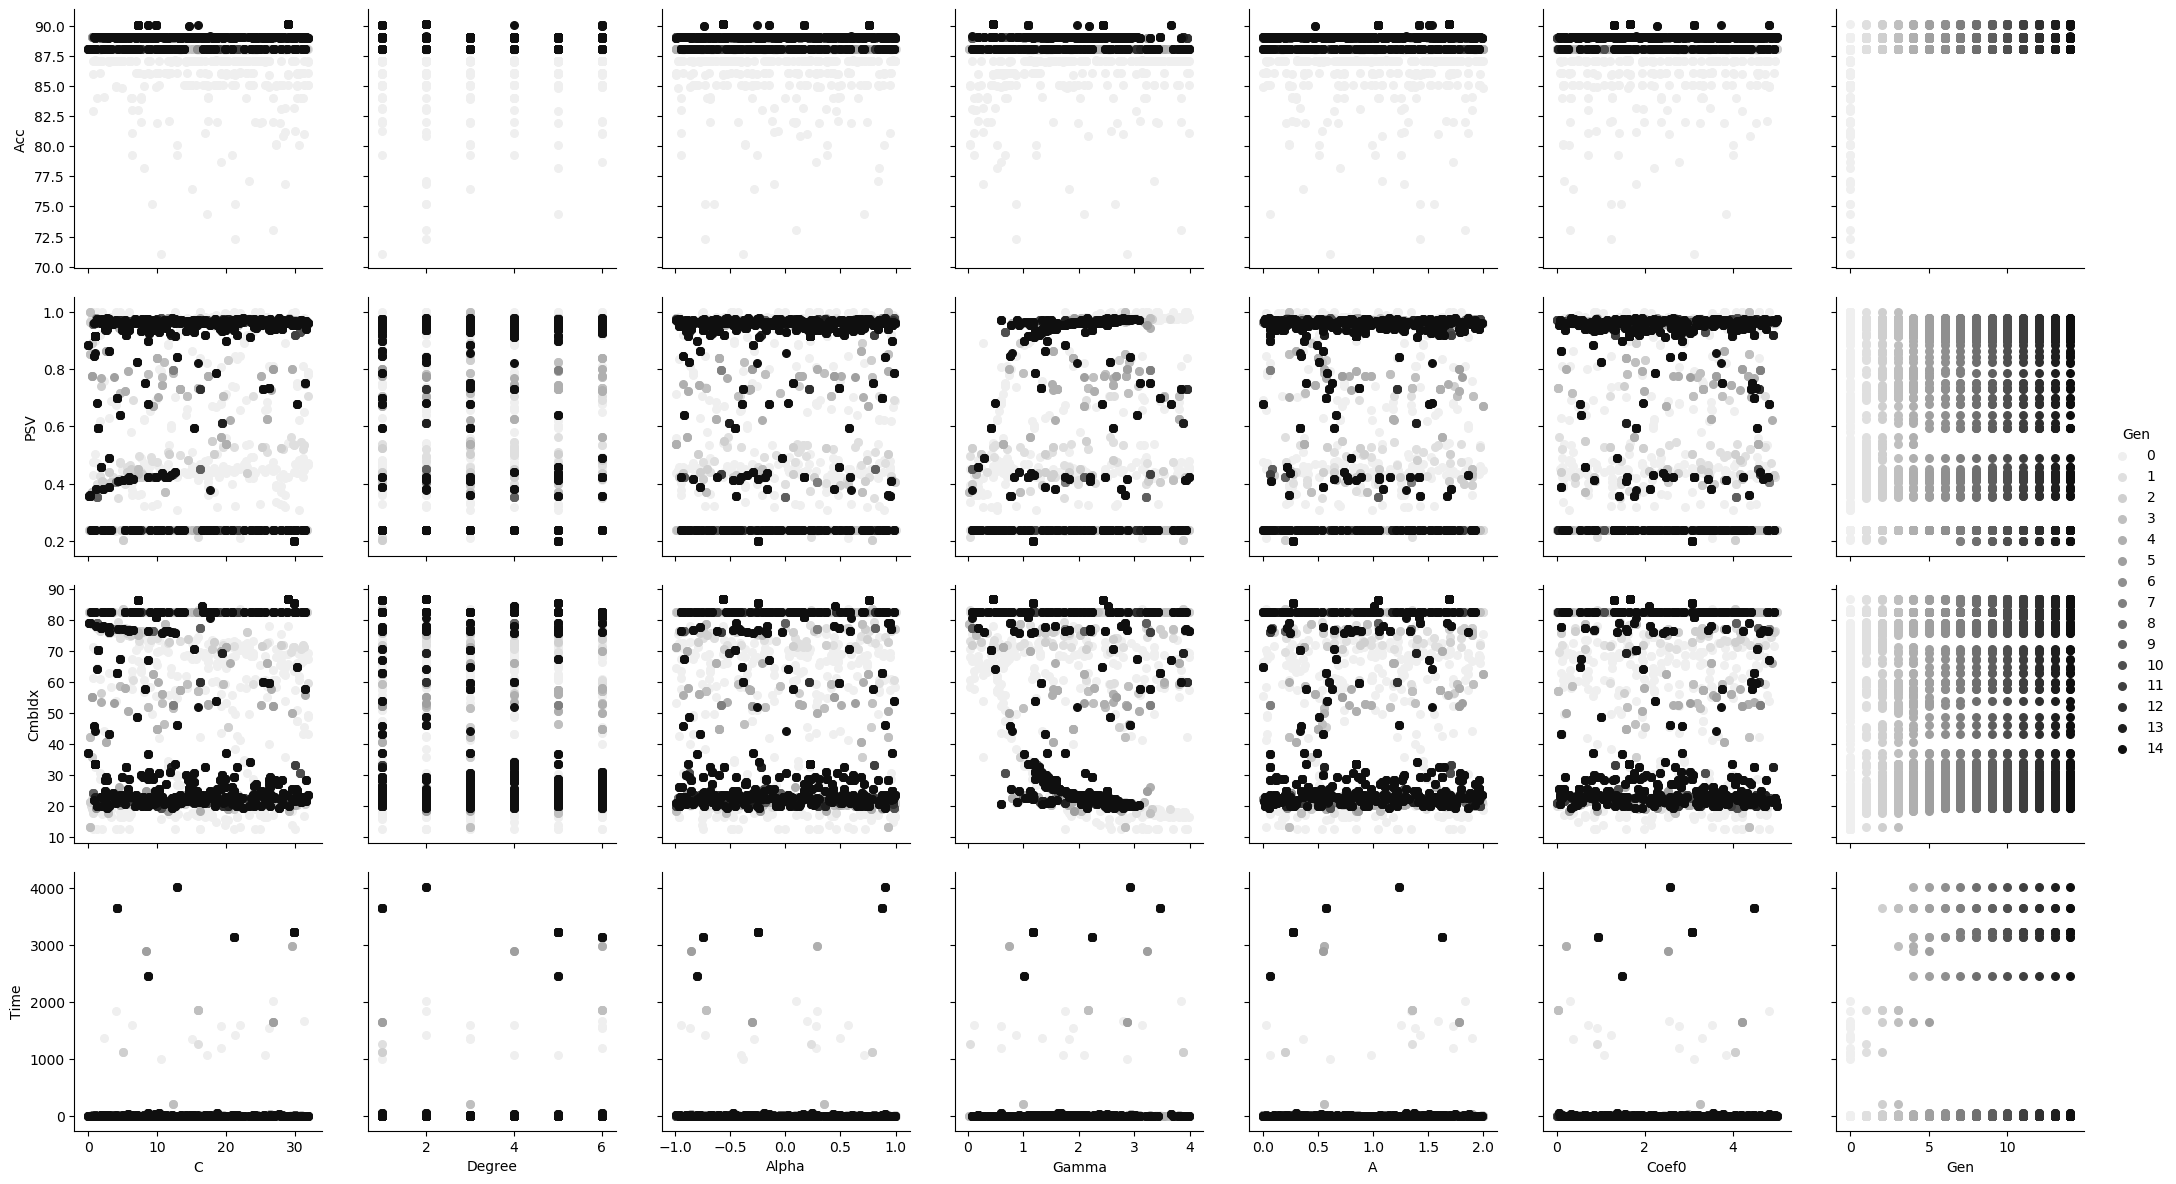 90.0
87.5
85.0
82.5
80.0
77.5
75.0
72.5
70.0
Acc
1.0
0.8
0.6
0.4
0.2
PSV
90
80
70
60
50
40
30
20
10
CmbIdx
4000
3000
2000
1000
0
Time
0 10 20 30
C
2 4 6
Degree
−1.0 −0.5 0.0 0.5 1.0
Alpha
0 1 2 3 4
Gamma
0.0 0.5 1.0 1.5 2.0
A
0 2 4
Coef0
0 5 10
Gen
Gen
0
1
2
3
4
5
6
7
8
9
10
11
12
13
14